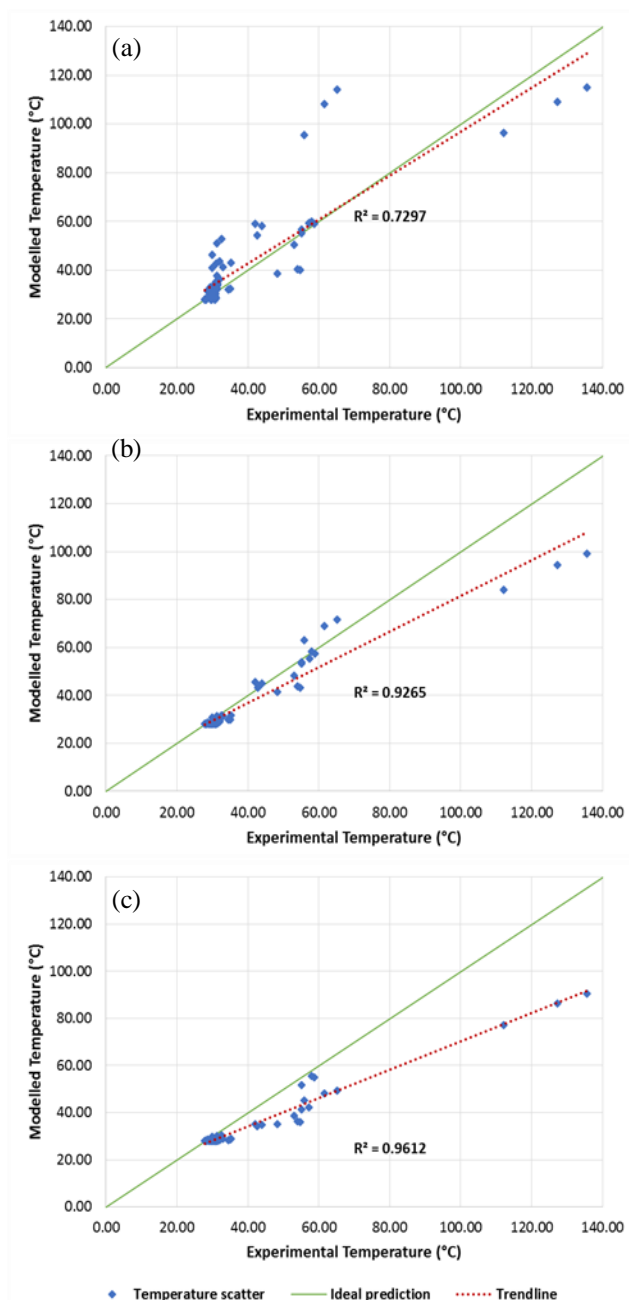 (a)
140.00
120.00
100.00
80.00
60.00
40.00
20.00
0.00
Modelled Temperature (°C)
R² = 0.7297
0.00 20.00 40.00 60.00 80.00 100.00 120.00 140.00
Experimental Temperature (°C)
(b)
140.00
120.00
100.00
80.00
60.00
40.00
20.00
0.00
Modelled Temperature (°C)
R² = 0.9265
0.00 20.00 40.00 60.00 80.00 100.00 120.00 140.00
Experimental Temperature (°C)
(c)
140.00
120.00
100.00
80.00
60.00
40.00
20.00
0.00
Modelled Temperature (°C)
R² = 0.9612
0.00 20.00 40.00 60.00 80.00 100.00 120.00 140.00
Experimental Temperature (°C)
Temperature scatter Ideal prediction Trendline